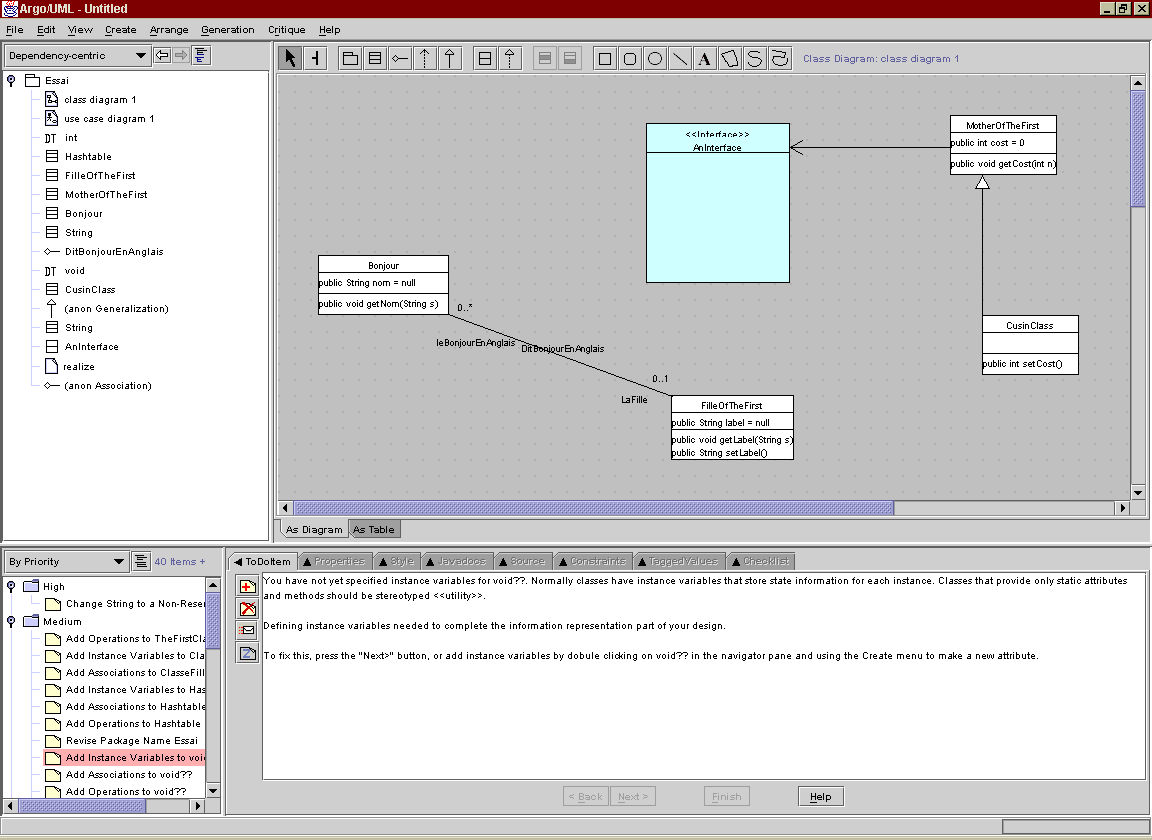 Argo/UML - Untitled
File Edit View Create Arrange Generation Critique Help
Dependency-centric
Class Diagram: class diagram 1
Essai
class diagram 1
use case diagram 1
DT int
Hashtable
FilleOfTheFirst
MotherOfTheFirst
Bonjour
String
DitBonjourEnAnglais
DT void
CusinClass
(anon Generalization)
String
AnInterface
realize
(anon Association)
<<Interface>>
AnInterface
MotherOfTheFirst
public int cost = 0
public void getCost(int n)
Bonjour
public String nom = null
public void getNom(String s)
0..*
leBonjourEnAnglais
DitBonjourEnAnglais
CusinClass
public int setCost()
0..1
LaFille
FilleOfTheFirst
public String label = null
public void getLabel(String s)
public String setLabel()
As Diagram As Table
By Priority
40 Items +
High
Change String to a Non-Reser
Medium
Add Operations to TheFirstCla
Add Instance Variables to Cla
Add Associations to ClasseFill
Add Instance Variables to Has
Add Associations to Hashtable
Add Operations to Hashtable
Revise Package Name Essai
Add Instance Variables to voi
Add Associations to void??
Add Operations to void??
ToDoItem Properties Style Javadocs Source Constraints TaggedValues Checklist
You have not yet specified instance variables for void??. Normally classes have instance variables that store state information for each instance. Classes that provide only static attributes
and methods should be stereotyped <<utility>>.
Defining instance variables needed to complete the information representation part of your design.
To fix this, press the "Next>" button, or add instance variables by dobule clicking on void?? in the navigator pane and using the Create menu to make a new attribute.
< Back Next > Finish Help